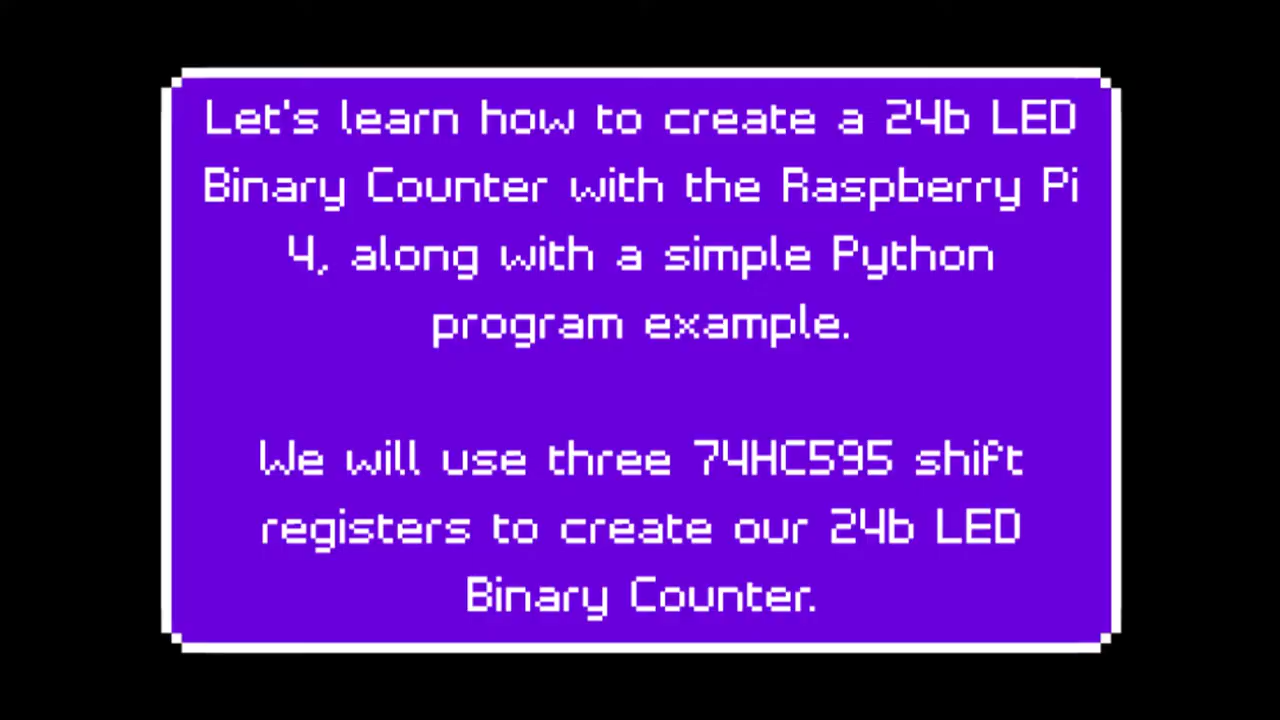 Let's learn how to create a 24b LED
Binary Counter with the Raspberry Pi
4, along with a simple Python
program example.
We will use three 74HC595 shift
registers to create our 24b LED
Binary Counter.